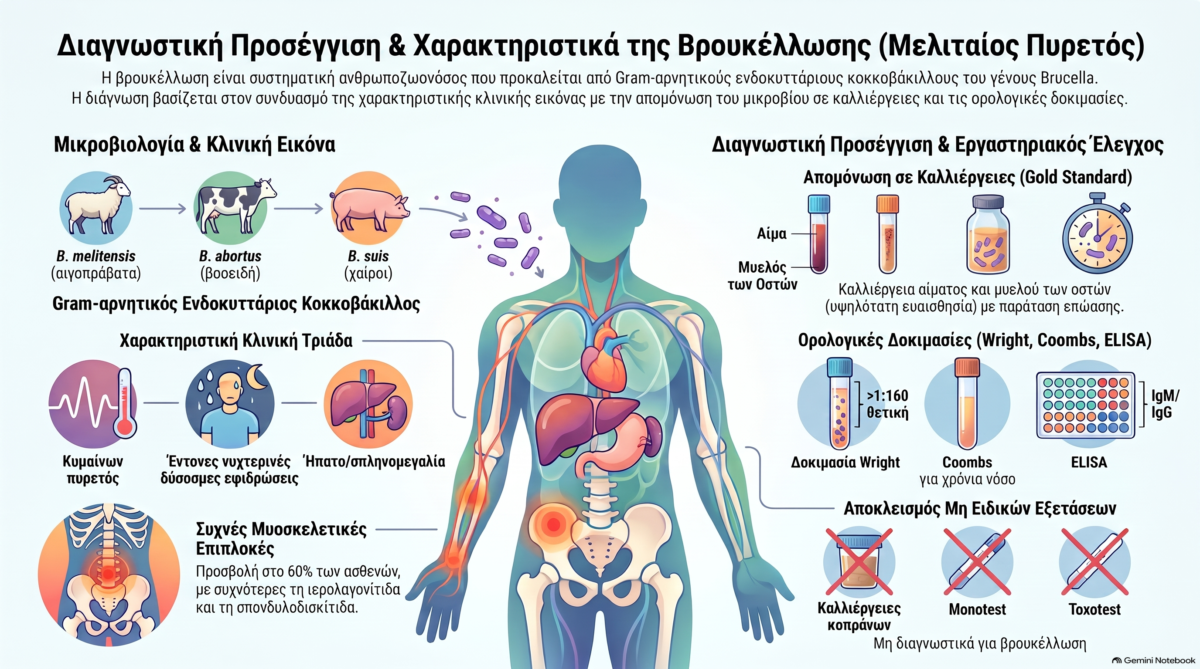 Διαγνωστική Προσέγγιση & Χαρακτηριστικά της Βρουκέλλωσης (Μελιταίος Πυρετός)
Η βρουκέλλωση είναι συστηματική ανθρωποζωονόσος που προκαλείται από Gram-αρνητικούς ενδοκυττάριους κοκκοβάκιλλους του γένους Brucella.
Η διάγνωση βασίζεται στον συνδυασμό της χαρακτηριστικής κλινικής εικόνας με την απομόνωση του μικροβίου σε καλλιέργειες και τις ορολογικές δοκιμασίες.
Μικροβιολογία & Κλινική Εικόνα
B. melitensis
(αιγοπράβατα)
B. abortus
(βοοειδή)
B. suis
(χαίροι)
Gram-αρνητικός Ενδοκυττάριος Κοκκοβάκιλλος
Χαρακτηριστική Κλινική Τριάδα
Κυμαίνων
πυρετός
Έντονες νυχτερινές
δύσοσμες εφιδρώσεις
Ήπατο/σπληνομεγαλία
Συχνές Μυοσκελετικές
Επιπλοκές
Προσβολή στο 60% των ασθενών,
με συχνότερες τη ιερολαγονίτιδα
και τη σπονδυλοδισκίτιδα.
Διαγνωστική Προσέγγιση & Εργαστηριακός Έλεγχος
Απομόνωση σε Καλλιέργειες (Gold Standard)
Αίμα
Μυελός
των Οστών
Καλλιέργεια αίματος και μυελού των οστών
(υψηλότατη ευαισθησία) με παράταση επώασης.
Ορολογικές Δοκιμασίες (Wright, Coombs, ELISA)
>1:160
θετική
Δοκιμασία Wright
Coombs
για χρόνια νόσο
IgM/
IgG
ELISA
Αποκλεισμός Μη Ειδικών Εξετάσεων
Καλλιέργειες
κοπράνων
Monotest
Toxotest
Μη διαγνωστικά για βρουκέλλωση
Gemini Notebook